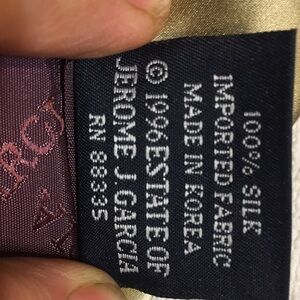 100% SILK
IMPORTED FABRIC
MADE IN KOREA
© 1996 ESTATE OF
JEROME J. GARCIA
RN 88335